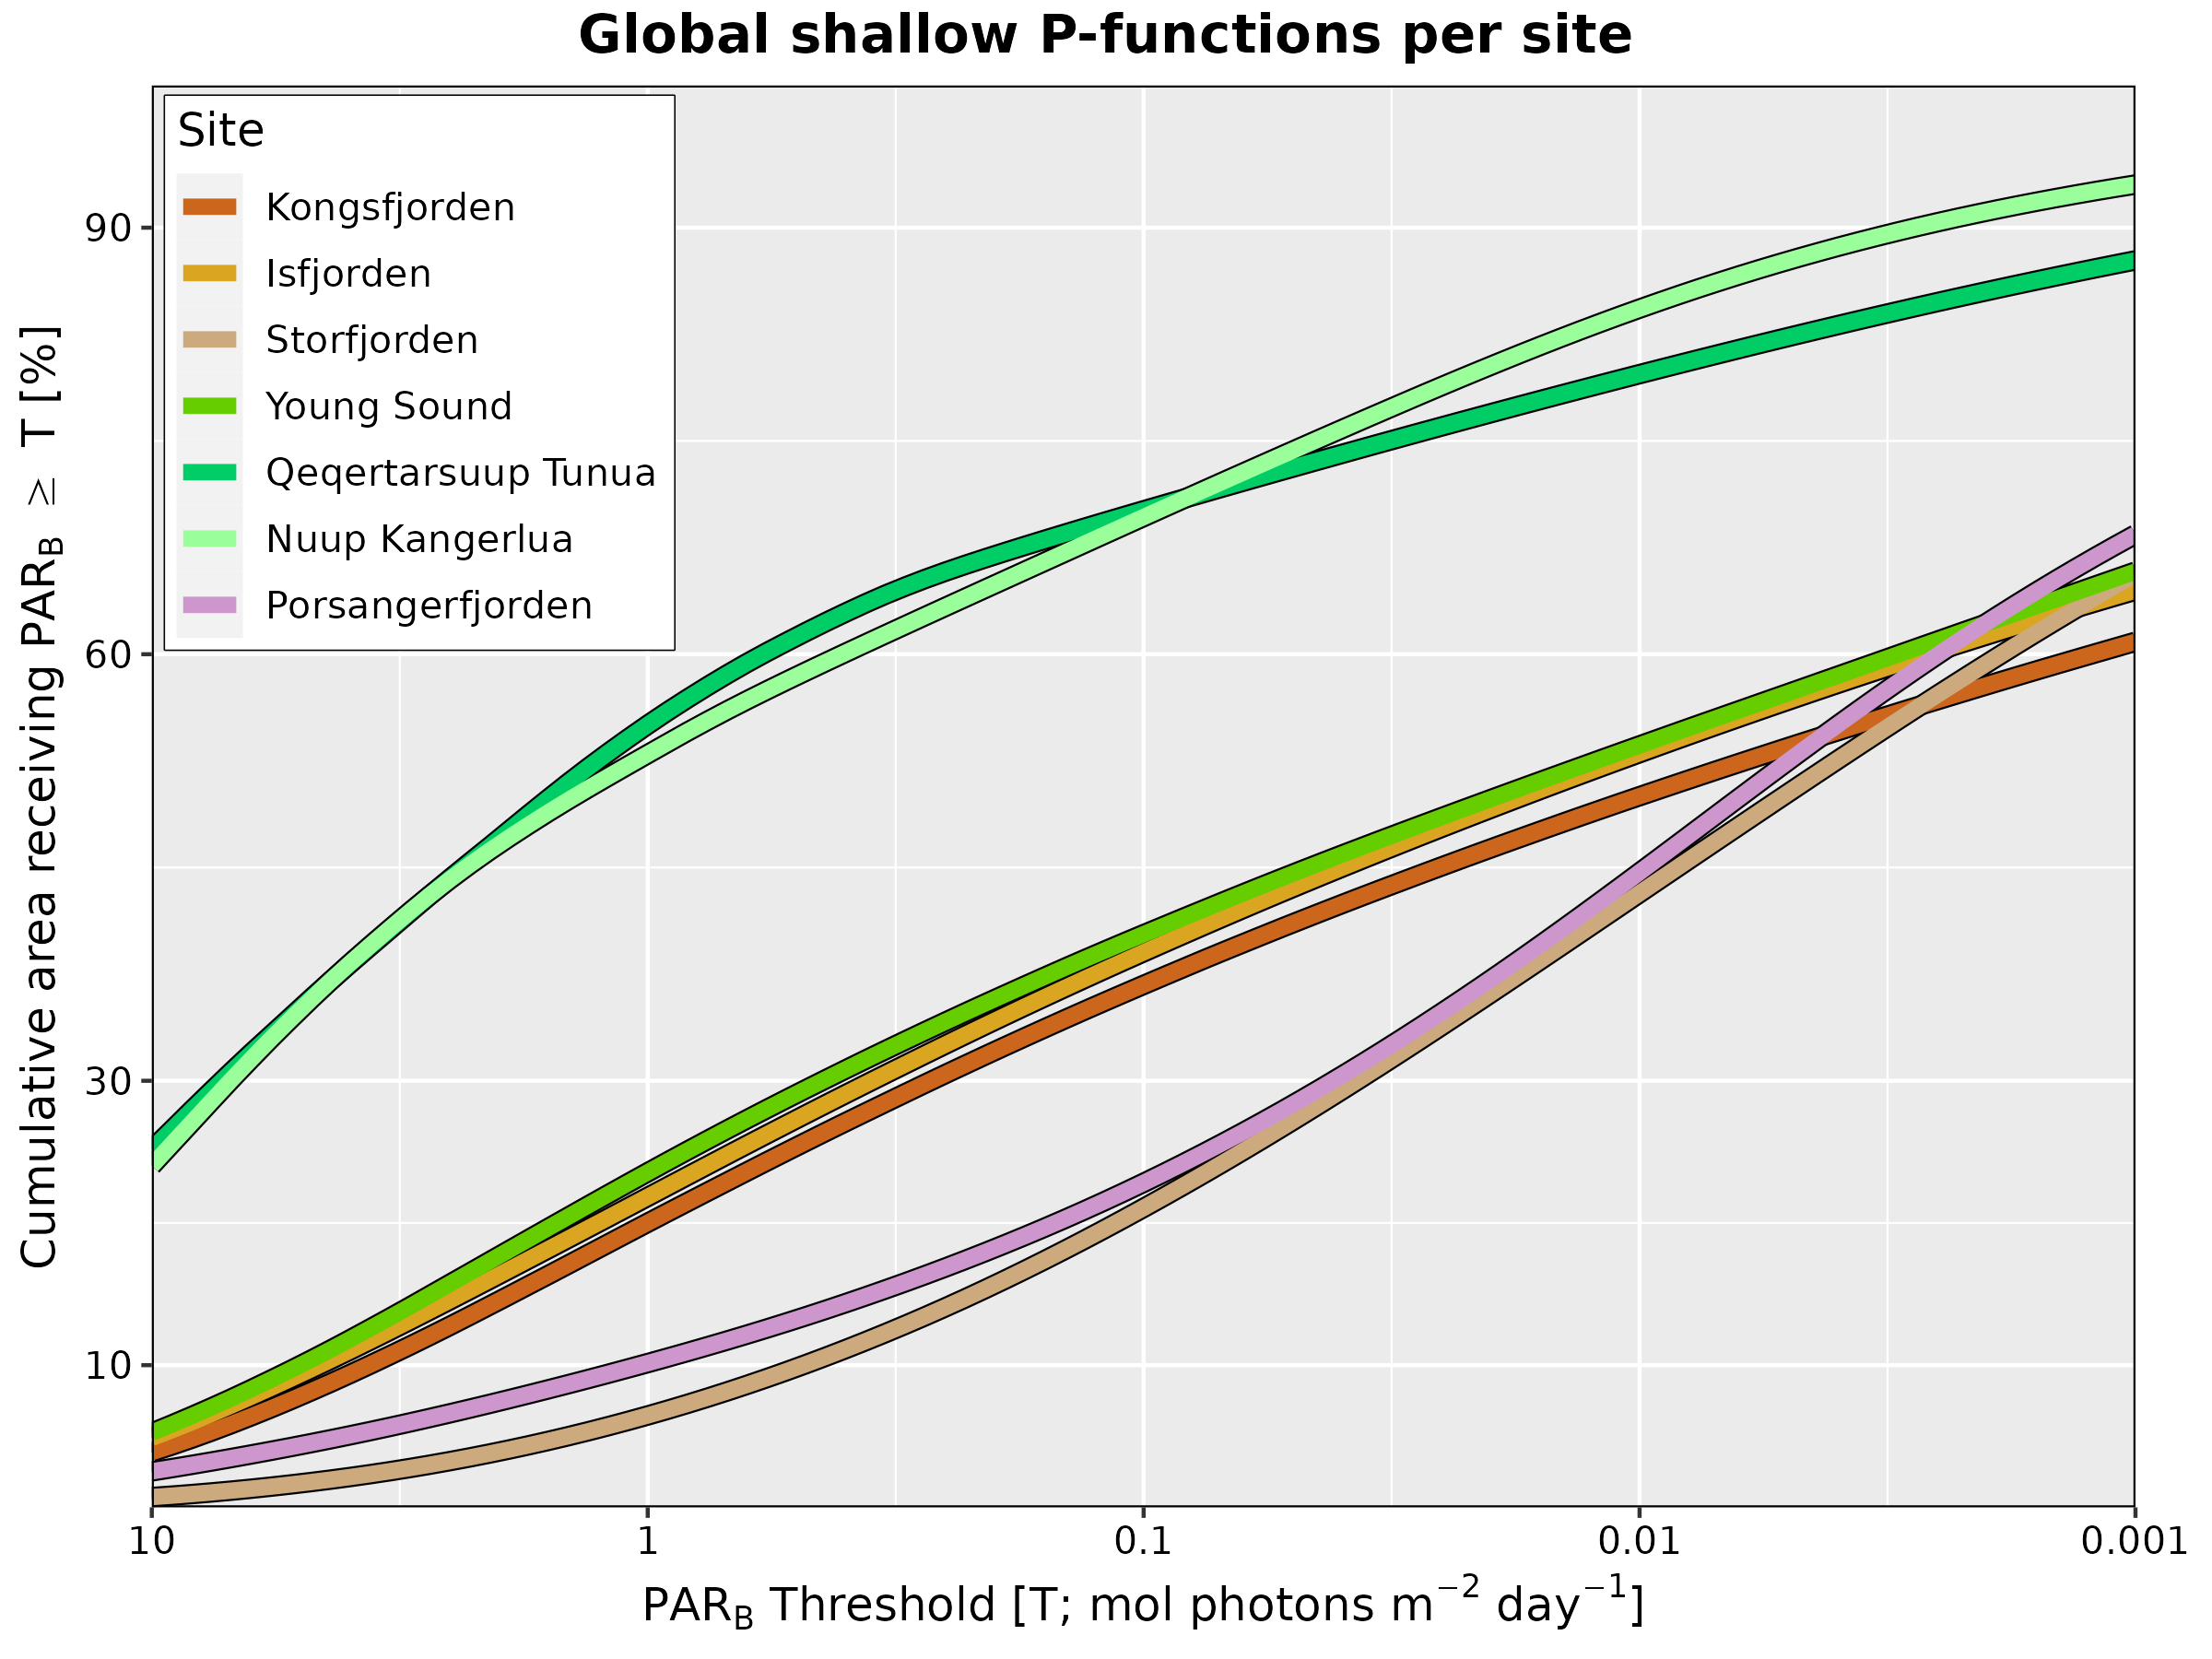 Global shallow P-functions per site
Cumulative area receiving PAR_B ≥ T [%]
90
60
30
10
Site
Kongsfjorden
Isfjorden
Storfjorden
Young Sound
Qeqertarsuup Tunua
Nuup Kangerlua
Porsangerfjorden
10 1 0.1 0.01 0.001
PAR_B Threshold [T; mol photons m⁻² day⁻¹]